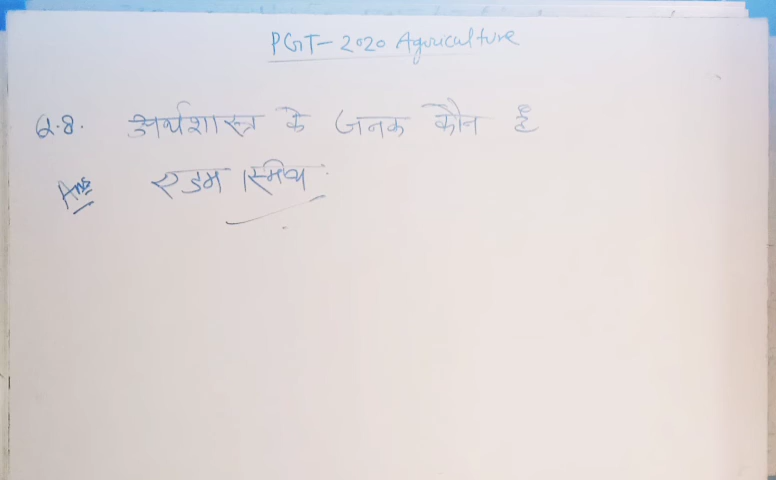 PGT-2020 Agriculture
Q.8. अर्थशास्त्र के जनक कौन है
Ans एडम स्मिथ